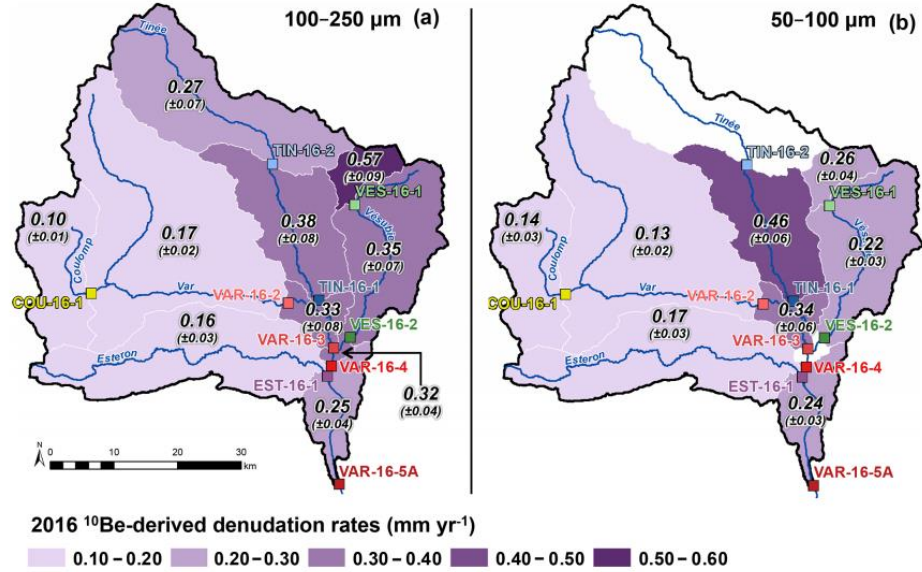 100–250 µm (a)
Tinée
0.27
(±0.07)
TIN-16-2
0.57
(±0.09)
VES-16-1
Vésubie
0.10
(±0.01)
Coulomp
0.17
(±0.02)
0.38
(±0.08)
0.35
(±0.07)
COU-16-1
Var
VAR-16-2
TIN-16-1
0.33
(±0.08)
VES-16-2
0.16
(±0.03)
VAR-16-3
Esteron
VAR-16-4
EST-16-1
0.32
(±0.04)
0.25
(±0.04)
N
0 5 10 20 30
km
VAR-16-5A
50–100 µm (b)
Tinée
TIN-16-2
0.26
(±0.04)
VES-16-1
0.14
(±0.03)
Coulomp
0.13
(±0.02)
0.46
(±0.06)
0.22
(±0.03)
COU-16-1
Var
VAR-16-2
TIN-16-1
0.34
(±0.06)
VES-16-2
0.17
(±0.03)
VAR-16-3
Esteron
VAR-16-4
EST-16-1
0.24
(±0.03)
VAR-16-5A
2016 ¹⁰Be-derived denudation rates (mm yr⁻¹)
0.10 – 0.20 0.20 – 0.30 0.30 – 0.40 0.40 – 0.50 0.50 – 0.60